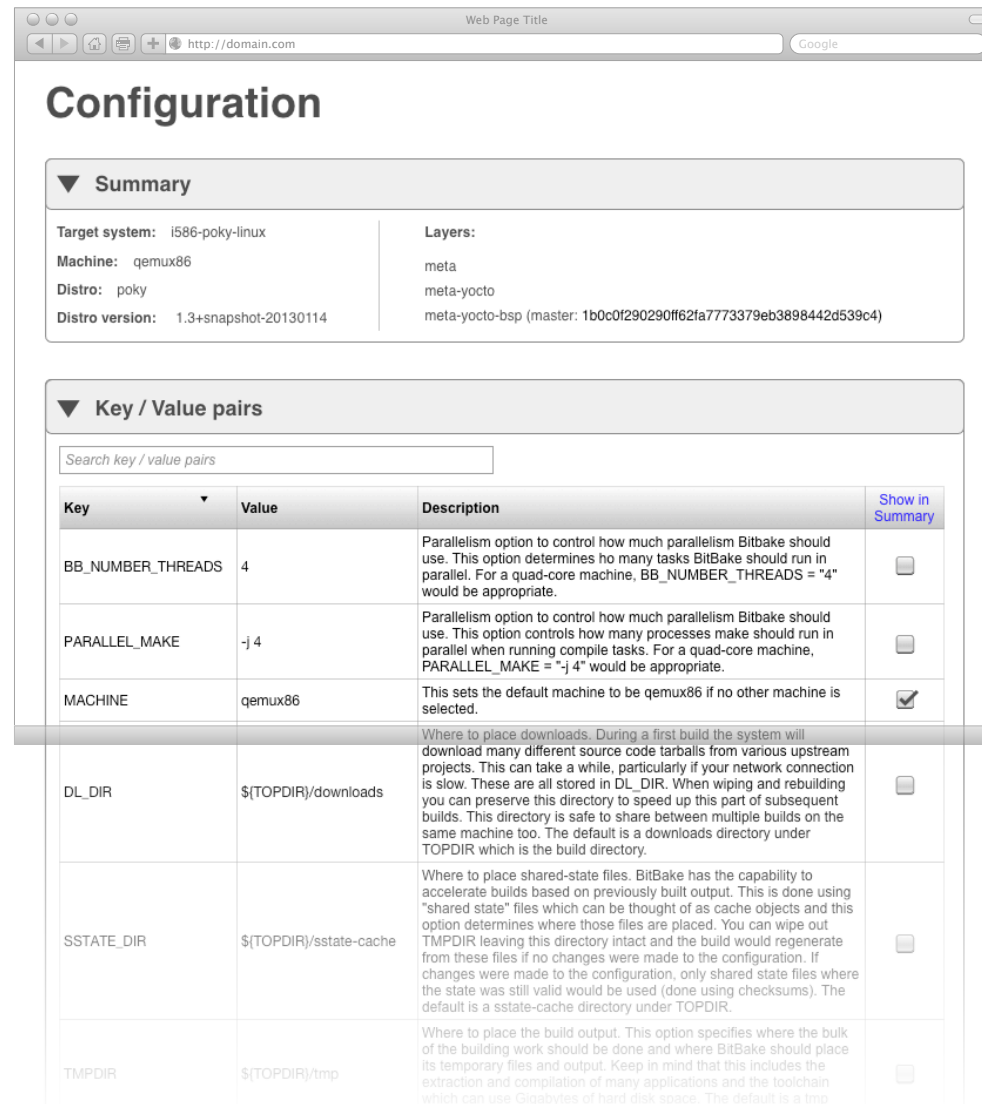 Web Page Title
http://domain.com
Google
Configuration
Summary
Target system: i586-poky-linux
Machine: qemux86
Distro: poky
Distro version: 1.3+snapshot-20130114
Layers:
meta
meta-yocto
meta-yocto-bsp (master: 1b0c0f290290ff62fa7773379eb3898442d539c4)
Key / Value pairs
Search key / value pairs
Key
Value
Description
Show in
Summary
BB_NUMBER_THREADS
4
Parallelism option to control how much parallelism Bitbake should
use. This option determines ho many tasks BitBake should run in
parallel. For a quad-core machine, BB_NUMBER_THREADS = "4"
would be appropriate.
PARALLEL_MAKE
-j 4
Parallelism option to control how much parallelism Bitbake should
use. This option controls how many processes make should run in
parallel when running compile tasks. For a quad-core machine,
PARALLEL_MAKE = "-j 4" would be appropriate.
MACHINE
qemux86
This sets the default machine to be qemux86 if no other machine is
selected.
DL_DIR
${TOPDIR}/downloads
Where to place downloads. During a first build the system will
download many different source code tarballs from various upstream
projects. This can take a while, particularly if your network connection
is slow. These are all stored in DL_DIR. When wiping and rebuilding
you can preserve this directory to speed up this part of subsequent
builds. This directory is safe to share between multiple builds on the
same machine too. The default is a downloads directory under
TOPDIR which is the build directory.
SSTATE_DIR
${TOPDIR}/sstate-cache
Where to place shared-state files. BitBake has the capability to
accelerate builds based on previously built output. This is done using
"shared state" files which can be thought of as cache objects and this
option determines where those files are placed. You can wipe out
TMPDIR leaving this directory intact and the build would regenerate
from these files if no changes were made to the configuration. If
changes were made to the configuration, only shared state files where
the state was still valid would be used (done using checksums). The
default is a sstate-cache directory under TOPDIR.
TMPDIR
${TOPDIR}/tmp
Where to place the build output. This option specifies where the bulk
of the building work should be done and where BitBake should place
its temporary files and output. Keep in mind that this includes the
extraction and compilation of many applications and the toolchain
which can use Gigabytes of hard disk space. The default is a tmp